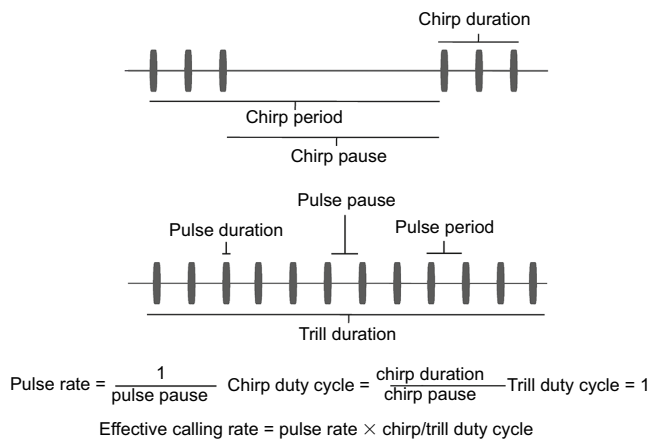 Chirp duration
Chirp period
Chirp pause
Pulse pause
Pulse duration
Pulse period
Trill duration
Pulse rate = 1 / pulse pause Chirp duty cycle = chirp duration / chirp pause Trill duty cycle = 1
Effective calling rate = pulse rate × chirp/trill duty cycle